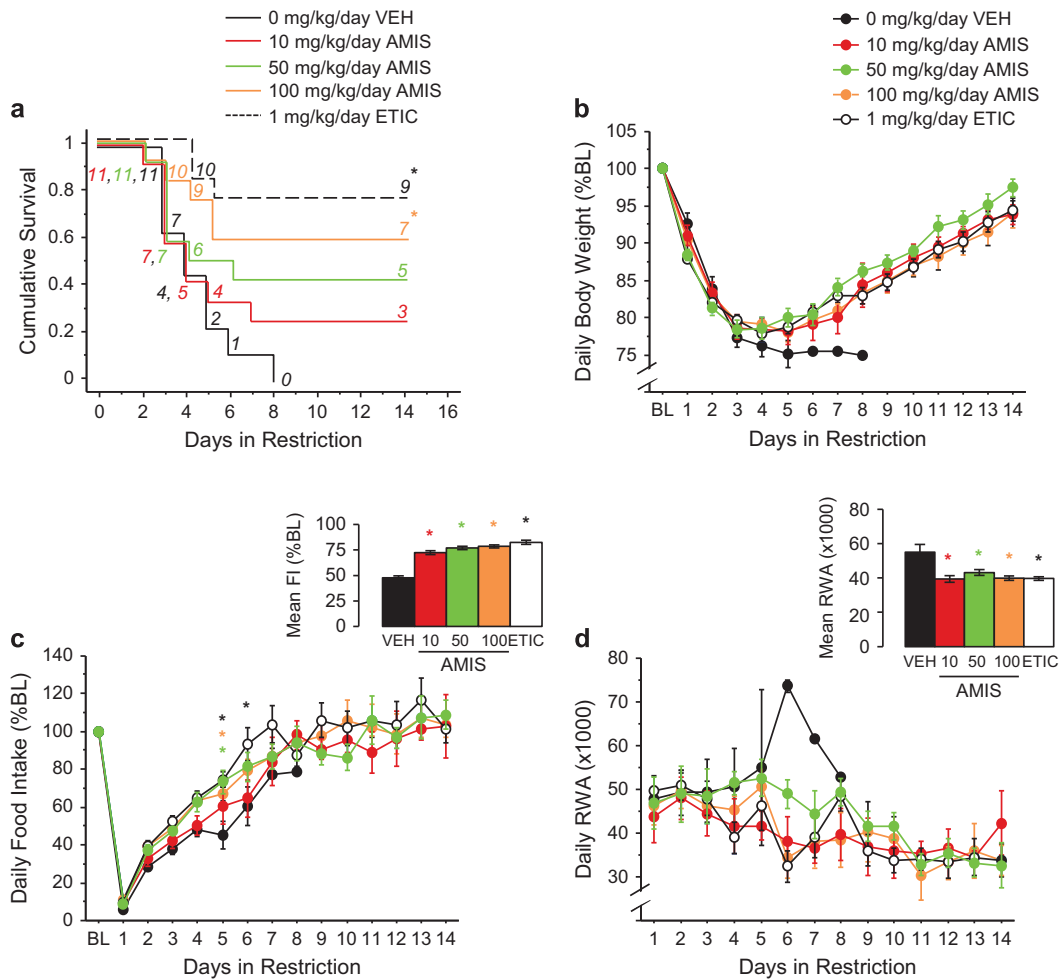 0 mg/kg/day VEH
10 mg/kg/day AMIS
50 mg/kg/day AMIS
100 mg/kg/day AMIS
1 mg/kg/day ETIC
a
1
0.8
0.6
0.4
0.2
0
Cumulative Survival
11,11,11
10
10
9
9
*
7
*
7
7,7
6
5
4, 5
4
3
2
1
0
0 2 4 6 8 10 12 14 16
Days in Restriction
0 mg/kg/day VEH
10 mg/kg/day AMIS
50 mg/kg/day AMIS
100 mg/kg/day AMIS
1 mg/kg/day ETIC
b
105
100
95
90
85
80
75
Daily Body Weight (%BL)
BL 1 2 3 4 5 6 7 8 9 10 11 12 13 14
Days in Restriction
100
75
50
25
0
Mean FI (%BL)
* * * *
VEH 10 50 100 ETIC
AMIS
c
140
120
100
80
60
40
20
0
Daily Food Intake (%BL)
* *
*
*
BL 1 2 3 4 5 6 7 8 9 10 11 12 13 14
Days in Restriction
80
60
40
20
0
Mean RWA (x1000)
* * * *
VEH 10 50 100 ETIC
AMIS
d
80
70
60
50
40
30
Daily RWA (x1000)
1 2 3 4 5 6 7 8 9 10 11 12 13 14
Days in Restriction